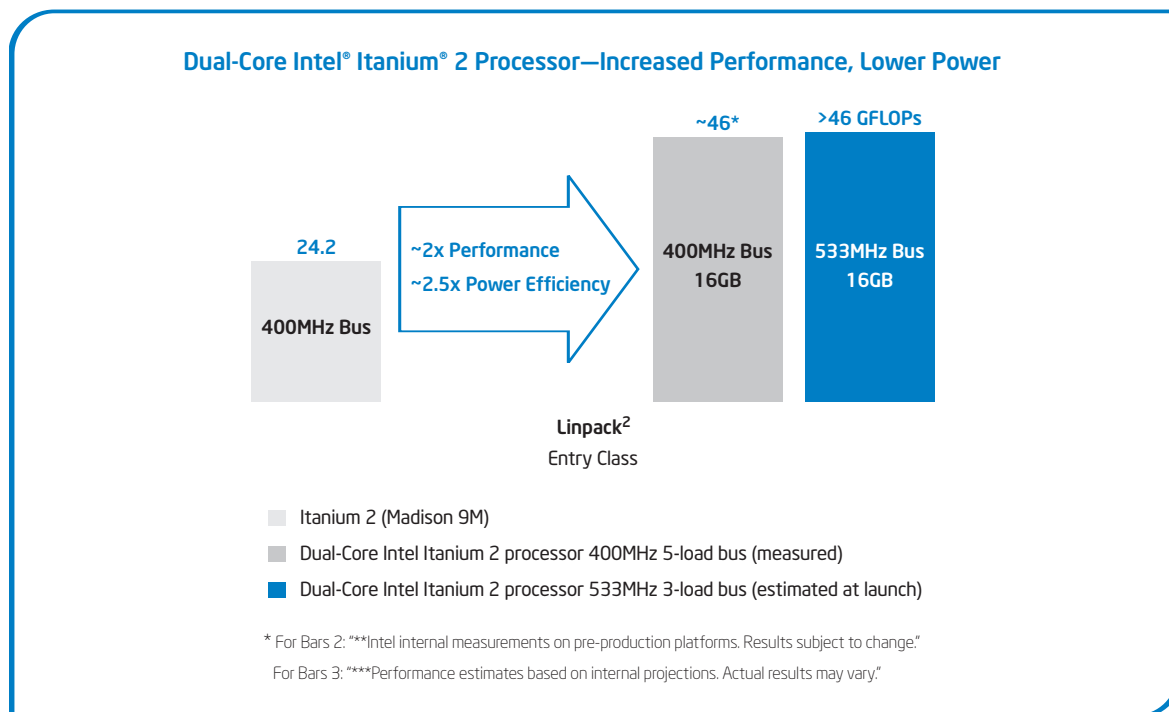 Dual-Core Intel® Itanium® 2 Processor—Increased Performance, Lower Power
24.2
400MHz Bus
~2x Performance
~2.5x Power Efficiency
~46*
400MHz Bus
16GB
>46 GFLOPs
533MHz Bus
16GB
Linpack²
Entry Class
Itanium 2 (Madison 9M)
Dual-Core Intel Itanium 2 processor 400MHz 5-load bus (measured)
Dual-Core Intel Itanium 2 processor 533MHz 3-load bus (estimated at launch)
* For Bars 2: "**Intel internal measurements on pre-production platforms. Results subject to change."
For Bars 3: "***Performance estimates based on internal projections. Actual results may vary."